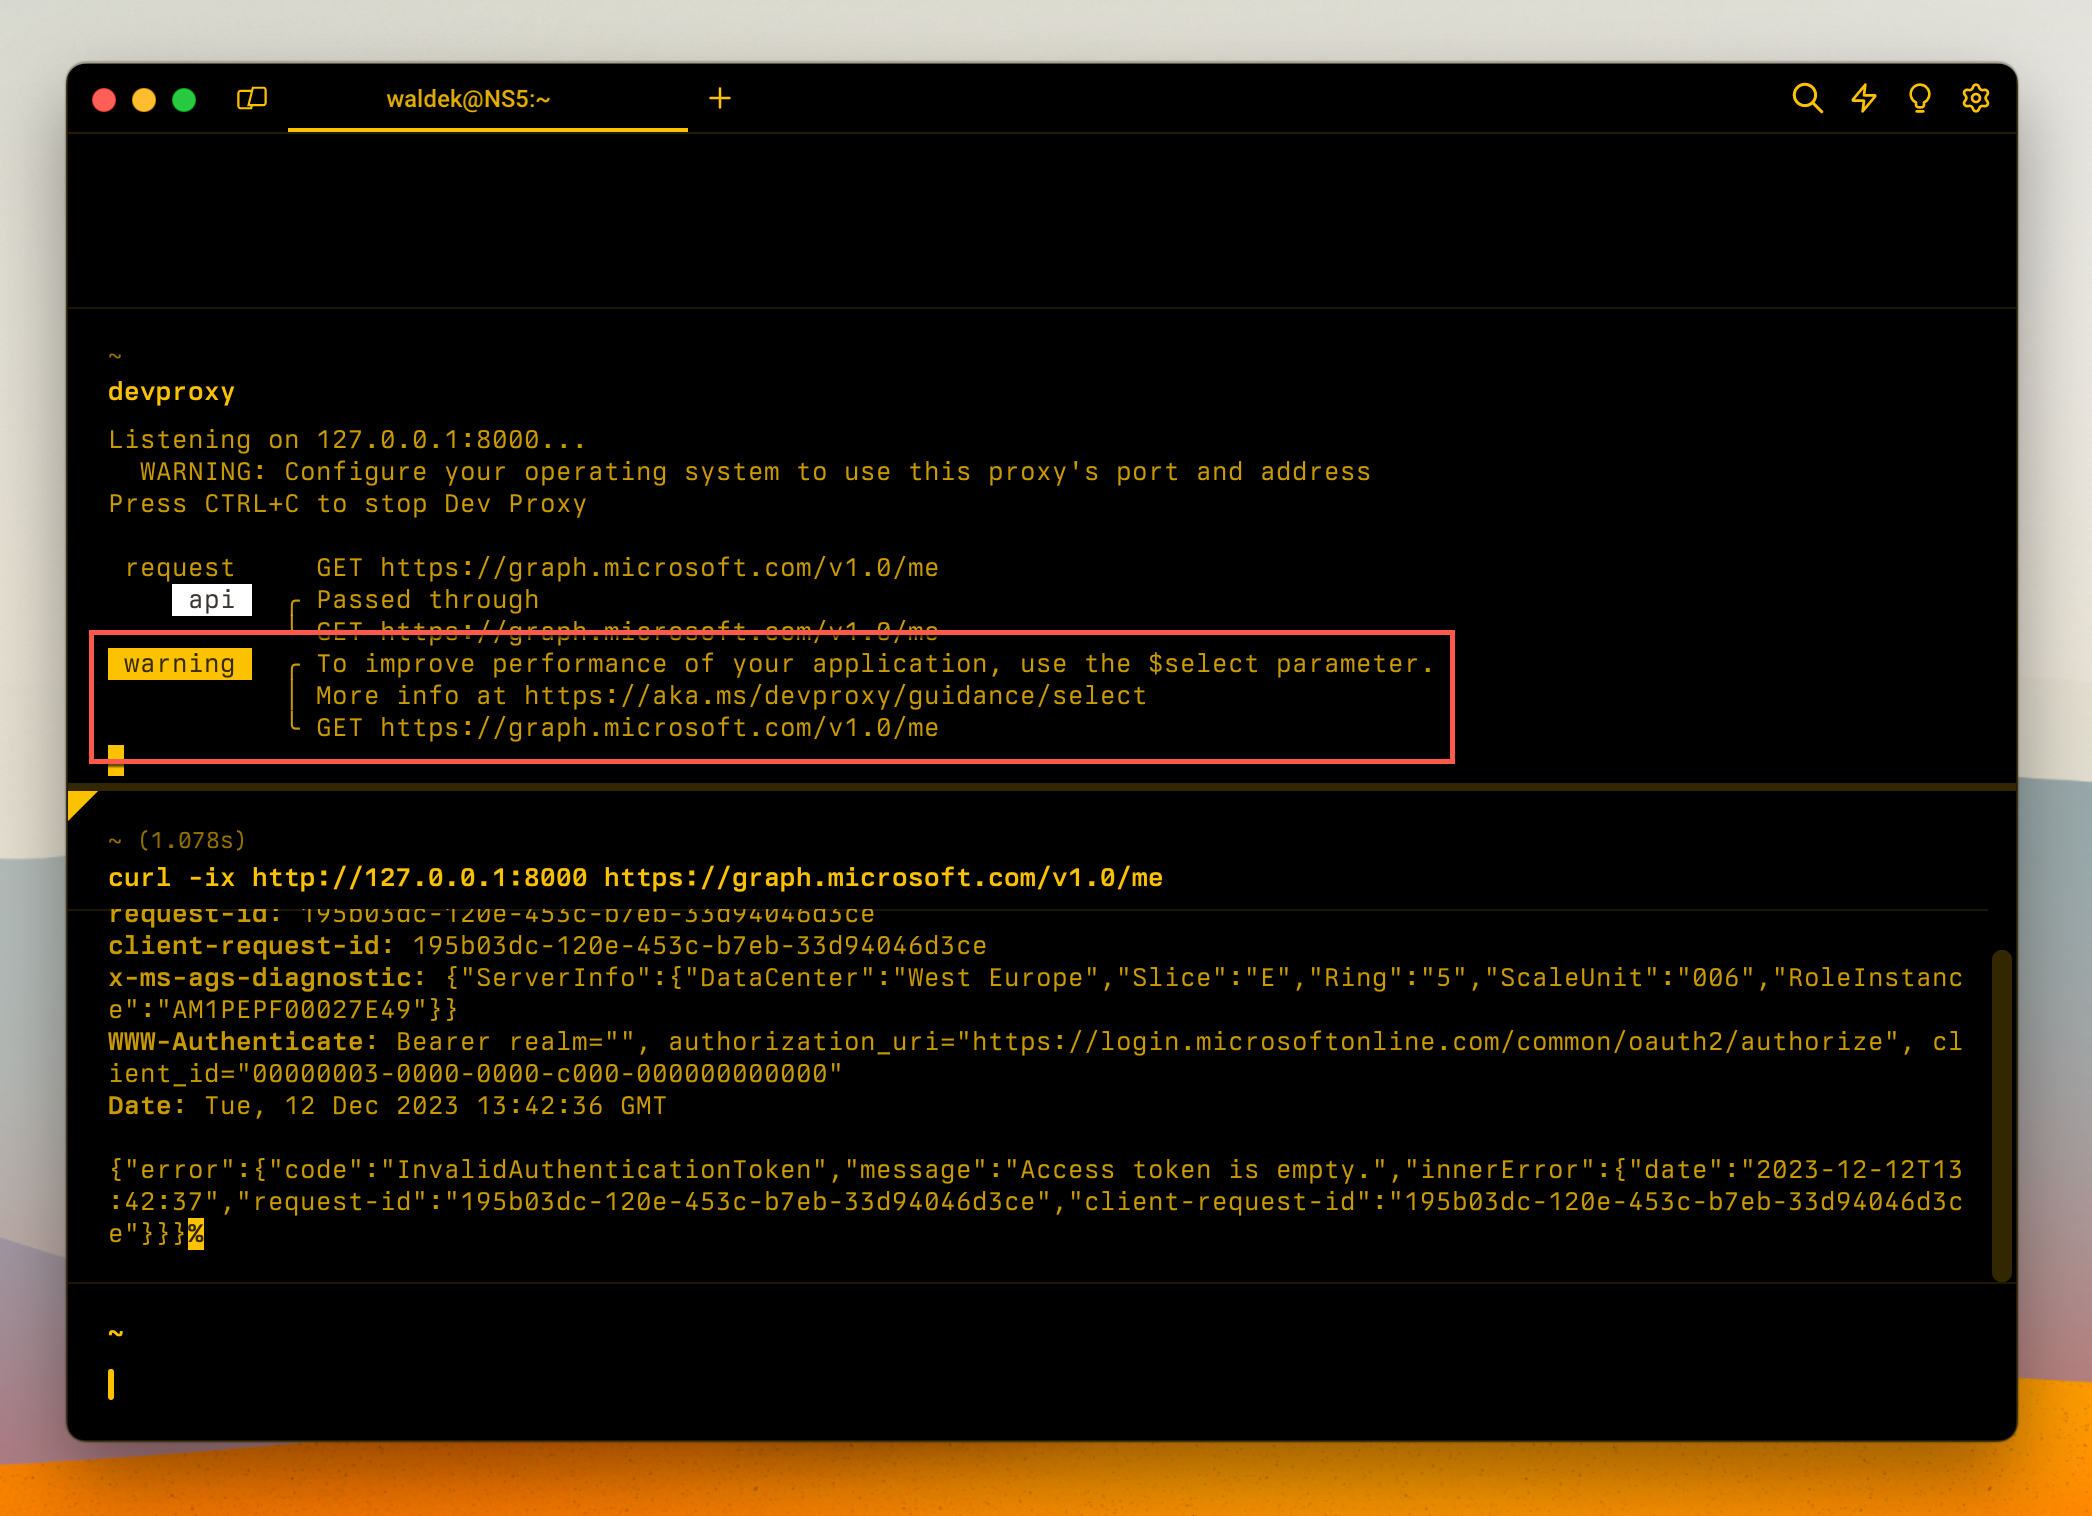 waldek@NS5:~
~
devproxy
Listening on 127.0.0.1:8000...
WARNING: Configure your operating system to use this proxy's port and address
Press CTRL+C to stop Dev Proxy
request GET https://graph.microsoft.com/v1.0/me
api Passed through
GET https://graph.microsoft.com/v1.0/me
warning To improve performance of your application, use the $select parameter.
More info at https://aka.ms/devproxy/guidance/select
GET https://graph.microsoft.com/v1.0/me
~ (1.078s)
curl -ix http://127.0.0.1:8000 https://graph.microsoft.com/v1.0/me
request-id: 195b03dc-120e-453c-b7eb-33d94046d3ce
client-request-id: 195b03dc-120e-453c-b7eb-33d94046d3ce
x-ms-ags-diagnostic: {"ServerInfo":{"DataCenter":"West Europe","Slice":"E","Ring":"5","ScaleUnit":"006","RoleInstanc
e":"AM1PEPF00027E49"}}
WWW-Authenticate: Bearer realm="", authorization_uri="https://login.microsoftonline.com/common/oauth2/authorize", cl
ient_id="00000003-0000-0000-c000-000000000000"
Date: Tue, 12 Dec 2023 13:42:36 GMT
{"error":{"code":"InvalidAuthenticationToken","message":"Access token is empty.","innerError":{"date":"2023-12-12T13
:42:37","request-id":"195b03dc-120e-453c-b7eb-33d94046d3ce","client-request-id":"195b03dc-120e-453c-b7eb-33d94046d3c
e"}}}%
~